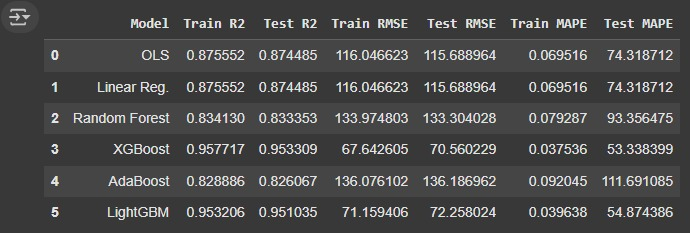 Model Train R2 Test R2 Train RMSE Test RMSE Train MAPE Test MAPE
0 OLS 0.875552 0.874485 116.046623 115.688964 0.069516 74.318712
1 Linear Reg. 0.875552 0.874485 116.046623 115.688964 0.069516 74.318712
2 Random Forest 0.834130 0.833353 133.974803 133.304028 0.079287 93.356475
3 XGBoost 0.957717 0.953309 67.642605 70.560229 0.037536 53.338399
4 AdaBoost 0.828886 0.826067 136.076102 136.186962 0.092045 111.691085
5 LightGBM 0.953206 0.951035 71.159406 72.258024 0.039638 54.874386